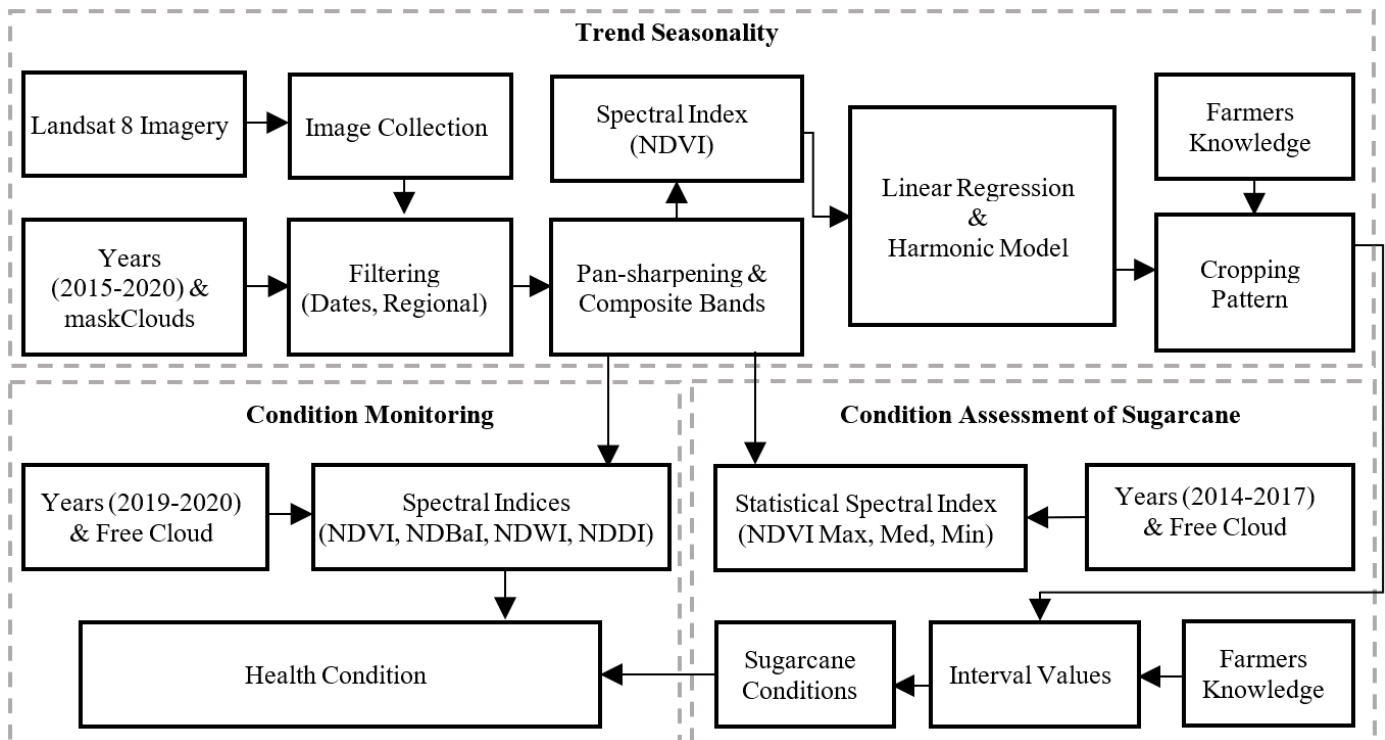 Trend Seasonality
Landsat 8 Imagery
Image Collection
Spectral Index
(NDVI)
Linear Regression
&
Harmonic Model
Farmers
Knowledge
Years
(2015-2020) &
maskClouds
Filtering
(Dates, Regional)
Pan-sharpening &
Composite Bands
Cropping
Pattern
Condition Monitoring
Years (2019-2020)
& Free Cloud
Spectral Indices
(NDVI, NDBaI, NDWI, NDDI)
Health Condition
Condition Assessment of Sugarcane
Statistical Spectral Index
(NDVI Max, Med, Min)
Years (2014-2017)
& Free Cloud
Sugarcane
Conditions
Interval Values
Farmers
Knowledge